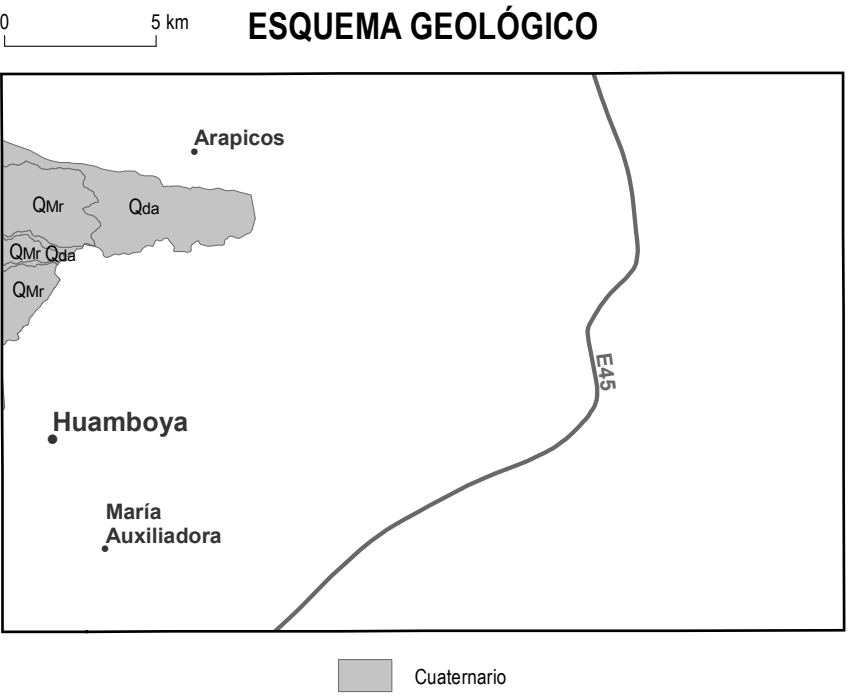 0 5 km
ESQUEMA GEOLÓGICO
Arapicos
QMr
Qda
QMr Qda
QMr
E45
Huamboya
María
Auxiliadora
Cuaternario